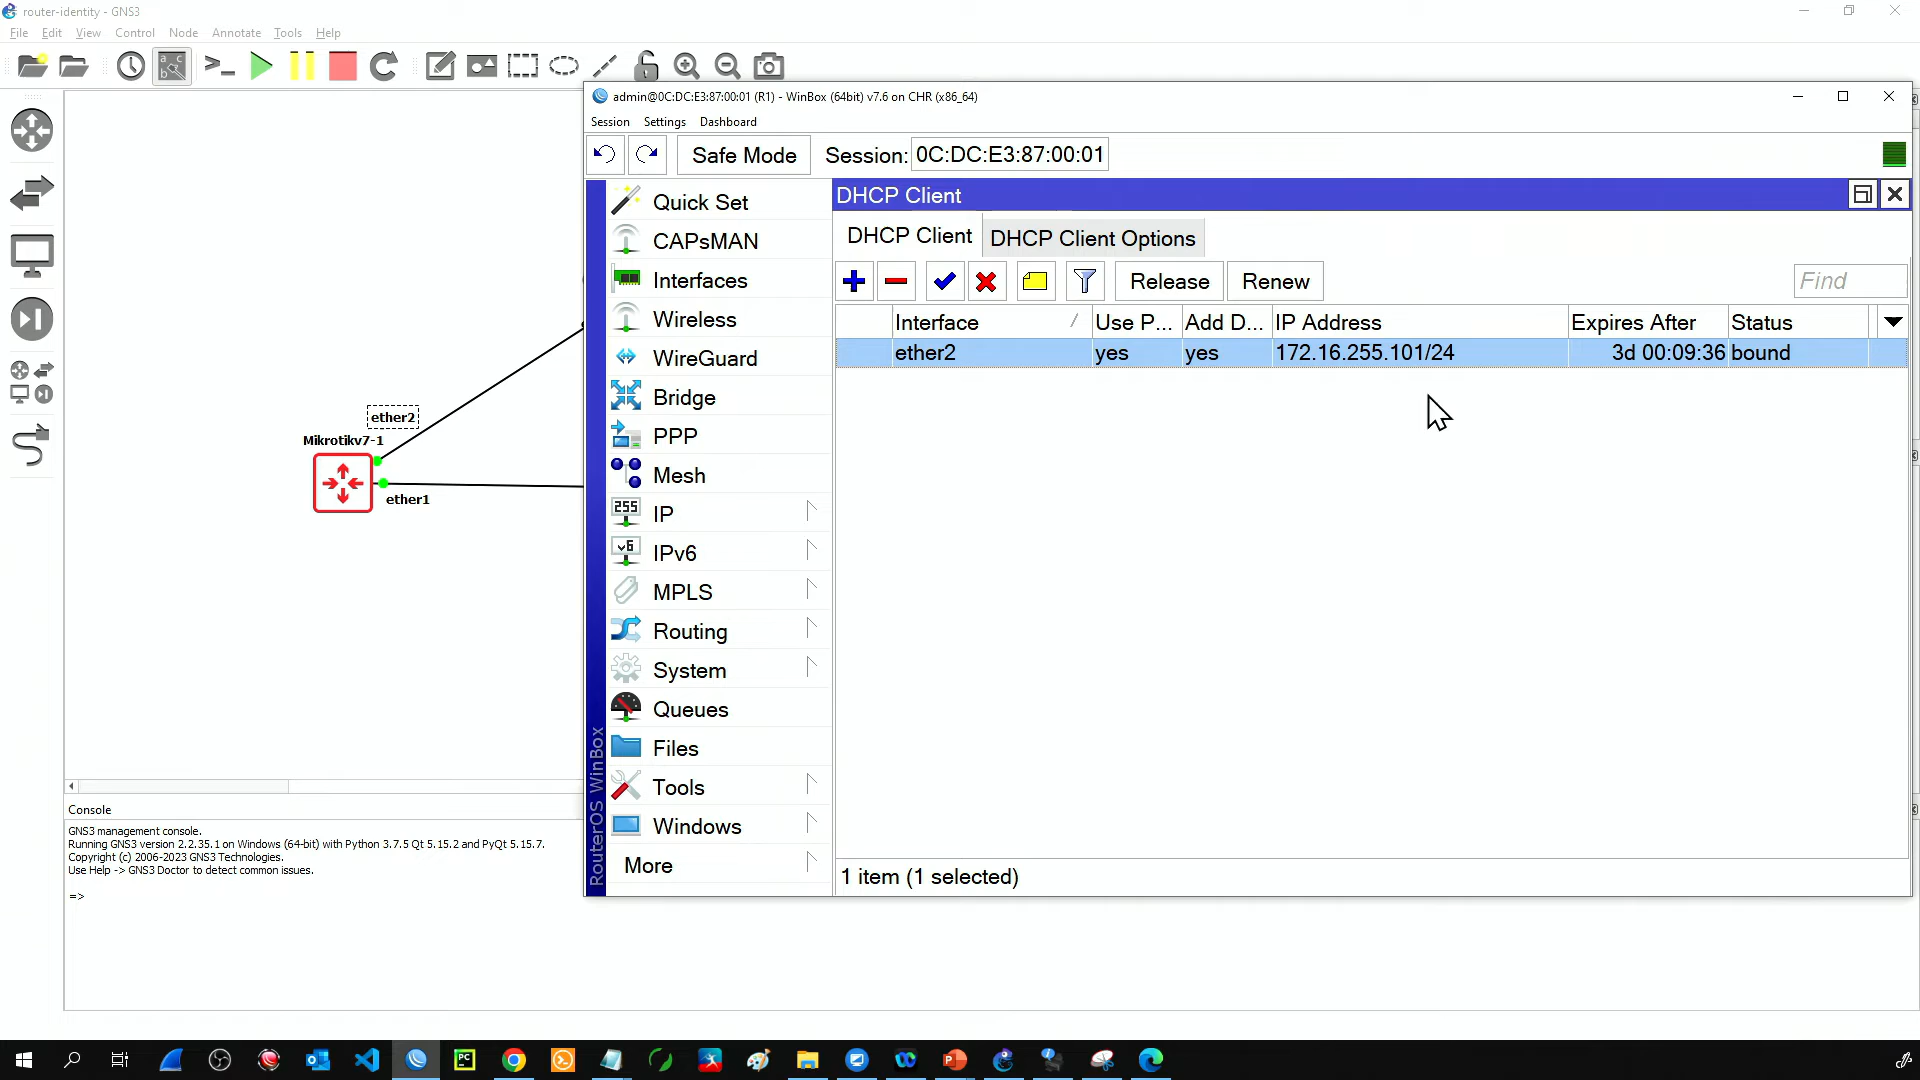 router-identity - GNS3
File Edit View Control Node Annotate Tools Help
admin@0C:DC:E3:87:00:01 (R1) - WinBox (64bit) v7.6 on CHR (x86_64)
Session Settings Dashboard
Safe Mode Session: 0C:DC:E3:87:00:01
Quick Set
CAPsMAN
Interfaces
Wireless
WireGuard
Bridge
PPP
Mesh
255 IP
v6 IPv6
MPLS
Routing
System
Queues
Files
Tools
Windows
More
RouterOS WinBox
DHCP Client
DHCP Client DHCP Client Options
Release Renew Find
Interface Use P... Add D... IP Address Expires After Status
ether2 yes yes 172.16.255.101/24 3d 00:09:36 bound
1 item (1 selected)
ether2
Mikrotikv7-1
ether1
Console
GNS3 management console.
Running GNS3 version 2.2.35.1 on Windows (64-bit) with Python 3.7.5 Qt 5.15.2 and PyQt 5.15.7.
Copyright (c) 2006-2023 GNS3 Technologies.
Use Help -> GNS3 Doctor to detect common issues.
=>